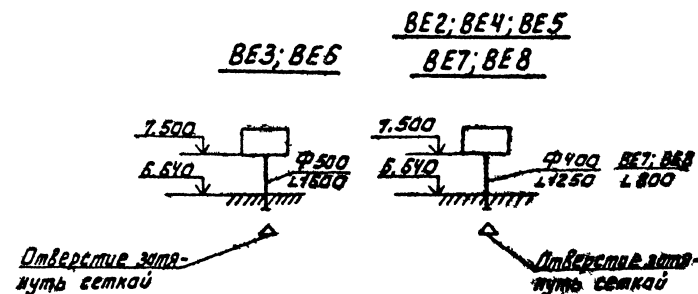 ВЕ3; ВЕ6
ВЕ2; ВЕ4; ВЕ5
ВЕ7; ВЕ8
7.500
6.640
Ф500
L1600
Отверстие затя-
нуть сеткой
7.500
6.640
Ф400
L1250
ВЕ7; ВЕ8
L800
Отверстие затя-
нуть сеткой